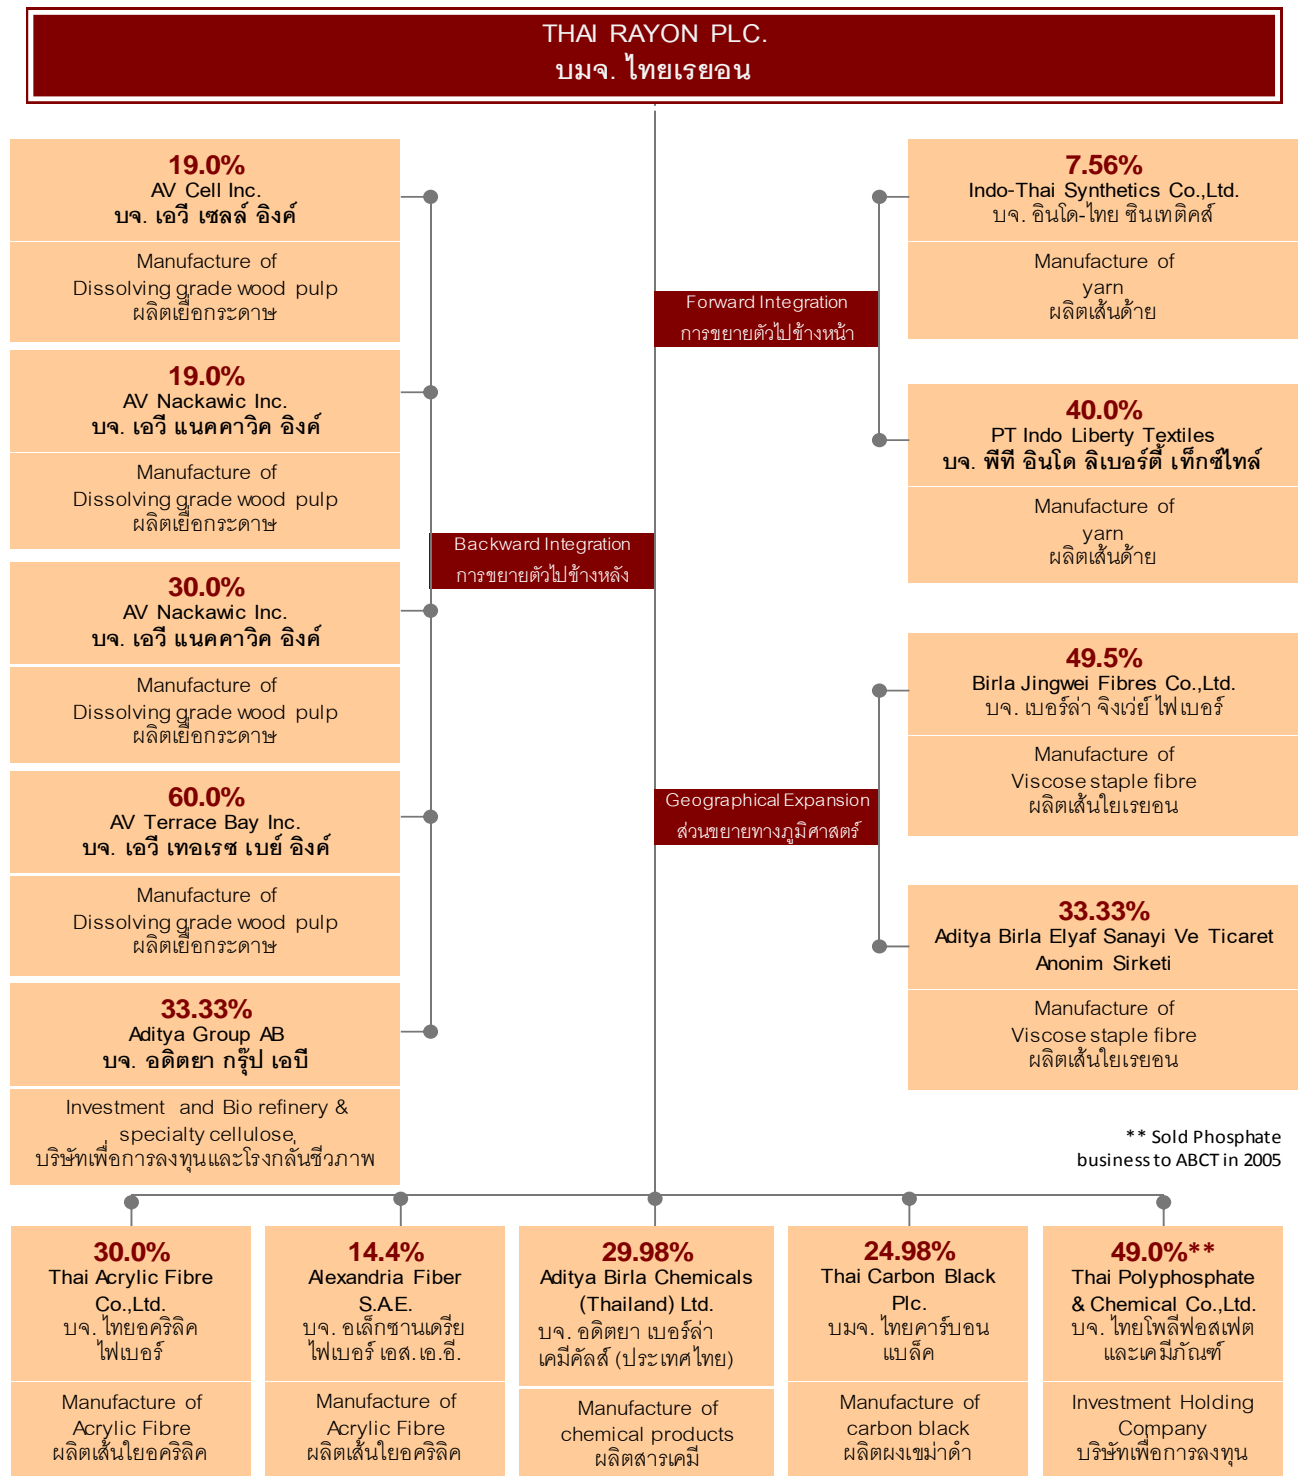 THAI RAYON PLC.
บมจ. ไทยเรยอน
19.0%
AV Cell Inc.
บจ. เอวี เซลล์ อิงค์
Manufacture of
Dissolving grade wood pulp
ผลิตเยื่อกระดาษ
19.0%
AV Nackawic Inc.
บจ. เอวี แนคคาวิค อิงค์
Manufacture of
Dissolving grade wood pulp
ผลิตเยื่อกระดาษ
30.0%
AV Nackawic Inc.
บจ. เอวี แนคคาวิค อิงค์
Manufacture of
Dissolving grade wood pulp
ผลิตเยื่อกระดาษ
60.0%
AV Terrace Bay Inc.
บจ. เอวี เทอเรซ เบย์ อิงค์
Manufacture of
Dissolving grade wood pulp
ผลิตเยื่อกระดาษ
33.33%
Aditya Group AB
บจ. อดิตยา กรุ๊ป เอบี
Investment and Bio refinery &
specialty cellulose
บริษัทเพื่อการลงทุนและโรงกลั่นชีวภาพ
Backward Integration
การขยายตัวไปข้างหลัง
Forward Integration
การขยายตัวไปข้างหน้า
7.56%
Indo-Thai Synthetics Co.,Ltd.
บจ. อินโด-ไทย ซินเทติคส์
Manufacture of
yarn
ผลิตเส้นด้าย
40.0%
PT Indo Liberty Textiles
บจ. พีที อินโด ลิเบอร์ตี้ เท็กซ์ไทล์
Manufacture of
yarn
ผลิตเส้นด้าย
Geographical Expansion
ส่วนขยายทางภูมิศาสตร์
49.5%
Birla Jingwei Fibres Co.,Ltd.
บจ. เบอร์ล่า จิงเว่ย์ ไฟเบอร์
Manufacture of
Viscose staple fibre
ผลิตเส้นใยเรยอน
33.33%
Aditya Birla Elyaf Sanayi Ve Ticaret
Anonim Sirketi
Manufacture of
Viscose staple fibre
ผลิตเส้นใยเรยอน
** Sold Phosphate
business to ABCT in 2005
30.0%
Thai Acrylic Fibre
Co.,Ltd.
บจ. ไทยอคริลิค
ไฟเบอร์
Manufacture of
Acrylic Fibre
ผลิตเส้นใยอคริลิค
14.4%
Alexandria Fiber
S.A.E.
บจ. อเล็กซานเดรีย
ไฟเบอร์ เอส.เอ.อี.
Manufacture of
Acrylic Fibre
ผลิตเส้นใยอคริลิค
29.98%
Aditya Birla Chemicals
(Thailand) Ltd.
บจ. อดิตยา เบอร์ล่า
เคมีคัลส์ (ประเทศไทย)
Manufacture of
chemical products
ผลิตสารเคมี
24.98%
Thai Carbon Black
Plc.
บมจ. ไทยคาร์บอน
แบล็ค
Manufacture of
carbon black
ผลิตผงเขม่าดำ
49.0%**
Thai Polyphosphate
& Chemical Co.,Ltd.
บจ. ไทยโพลีฟอสเฟต
และเคมีภัณฑ์
Investment Holding
Company
บริษัทเพื่อการลงทุน